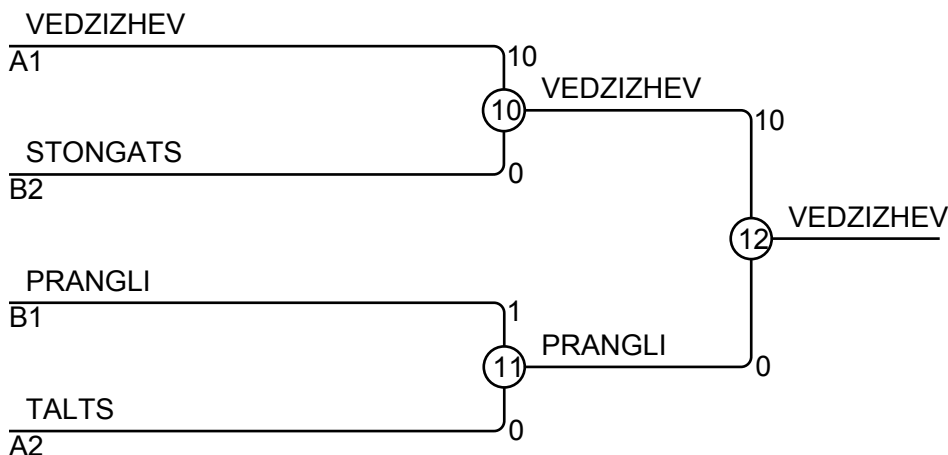 VEDZIZHEV
A1
10
10
VEDZIZHEV
10
STONGATS
B2
0
12
VEDZIZHEV
PRANGLI
B1
1
11
PRANGLI
0
TALTS
A2
0